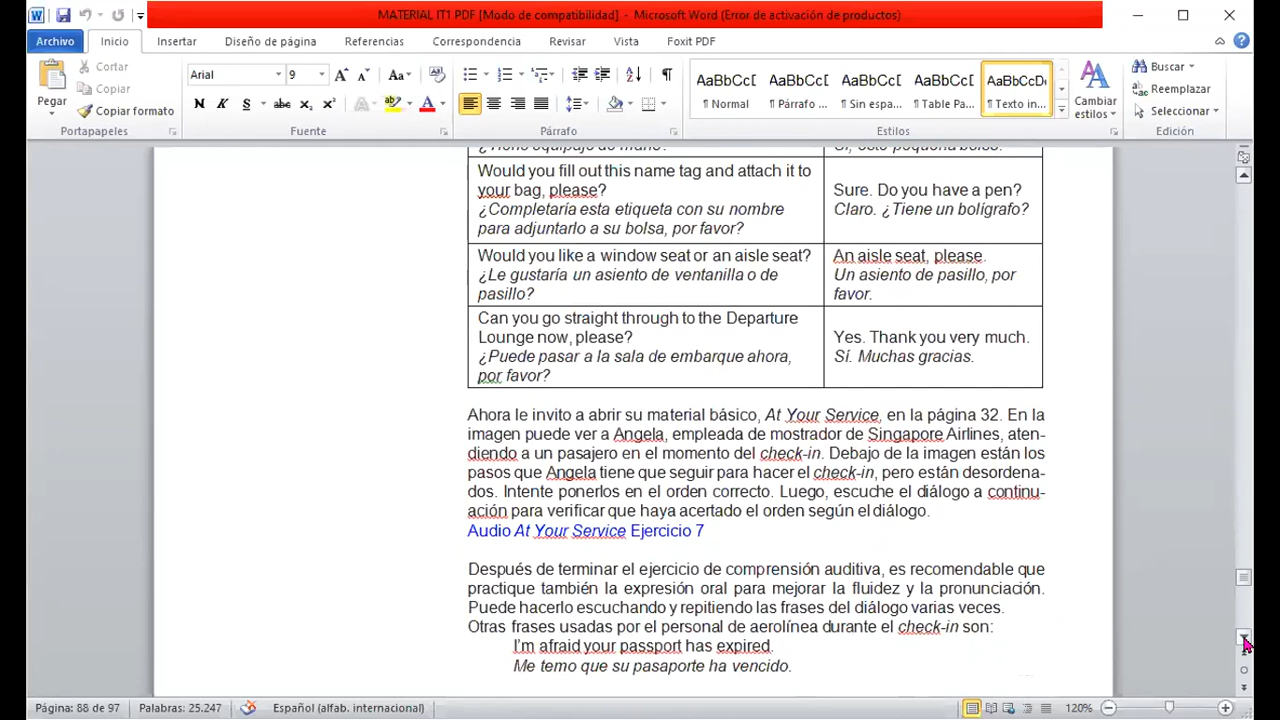 MATERIAL IT1 PDF [Modo de compatibilidad] - Microsoft Word (Error de activación de productos)
Archivo Inicio Insertar Diseño de página Referencias Correspondencia Revisar Vista Foxit PDF
Cortar
Copiar
Copiar formato
Pegar
Portapapeles
Arial 9
N K S abc x₂ x²
Fuente
Párrafo
AaBbCcD AaBbCcD AaBbCcD AaBbCcD AaBbCcDı
¶ Normal ¶ Párrafo ... ¶ Sin espa... ¶ Table Pa... ¶ Texto in...
Cambiar estilos
Estilos
Buscar
Reemplazar
Seleccionar
Edición
¿Tiene equipaje de mano?
Sí, este pequeño bolso.
Would you fill out this name tag and attach it to
your bag, please?
¿Completaría esta etiqueta con su nombre
para adjuntarlo a su bolsa, por favor?
Sure. Do you have a pen?
Claro. ¿Tiene un bolígrafo?
Would you like a window seat or an aisle seat?
¿Le gustaría un asiento de ventanilla o de
pasillo?
An aisle seat, please.
Un asiento de pasillo, por
favor.
Can you go straight through to the Departure
Lounge now, please?
¿Puede pasar a la sala de embarque ahora,
por favor?
Yes. Thank you very much.
Sí. Muchas gracias.
Ahora le invito a abrir su material básico, At Your Service, en la página 32. En la
imagen puede ver a Angela, empleada de mostrador de Singapore Airlines, aten-
diendo a un pasajero en el momento del check-in. Debajo de la imagen están los
pasos que Angela tiene que seguir para hacer el check-in, pero están desordena-
dos. Intente ponerlos en el orden correcto. Luego, escuche el diálogo a continu-
ación para verificar que haya acertado el orden según el diálogo.
Audio At Your Service Ejercicio 7
Después de terminar el ejercicio de comprensión auditiva, es recomendable que
practique también la expresión oral para mejorar la fluidez y la pronunciación.
Puede hacerlo escuchando y repitiendo las frases del diálogo varias veces.
Otras frases usadas por el personal de aerolínea durante el check-in son:
I'm afraid your passport has expired.
Me temo que su pasaporte ha vencido.
Página: 88 de 97 Palabras: 25.247 Español (alfab. internacional) 120%